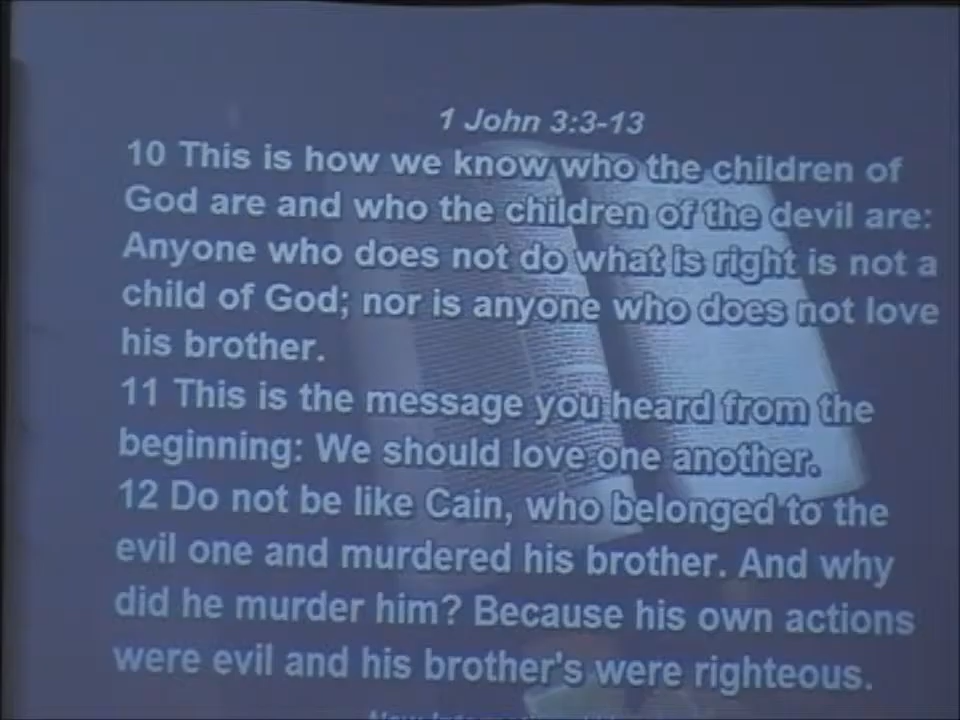 1 John 3:3-13
10 This is how we know who the children of
God are and who the children of the devil are:
Anyone who does not do what is right is not a
child of God; nor is anyone who does not love
his brother.
11 This is the message you heard from the
beginning: We should love one another.
12 Do not be like Cain, who belonged to the
evil one and murdered his brother. And why
did he murder him? Because his own actions
were evil and his brother's were righteous.